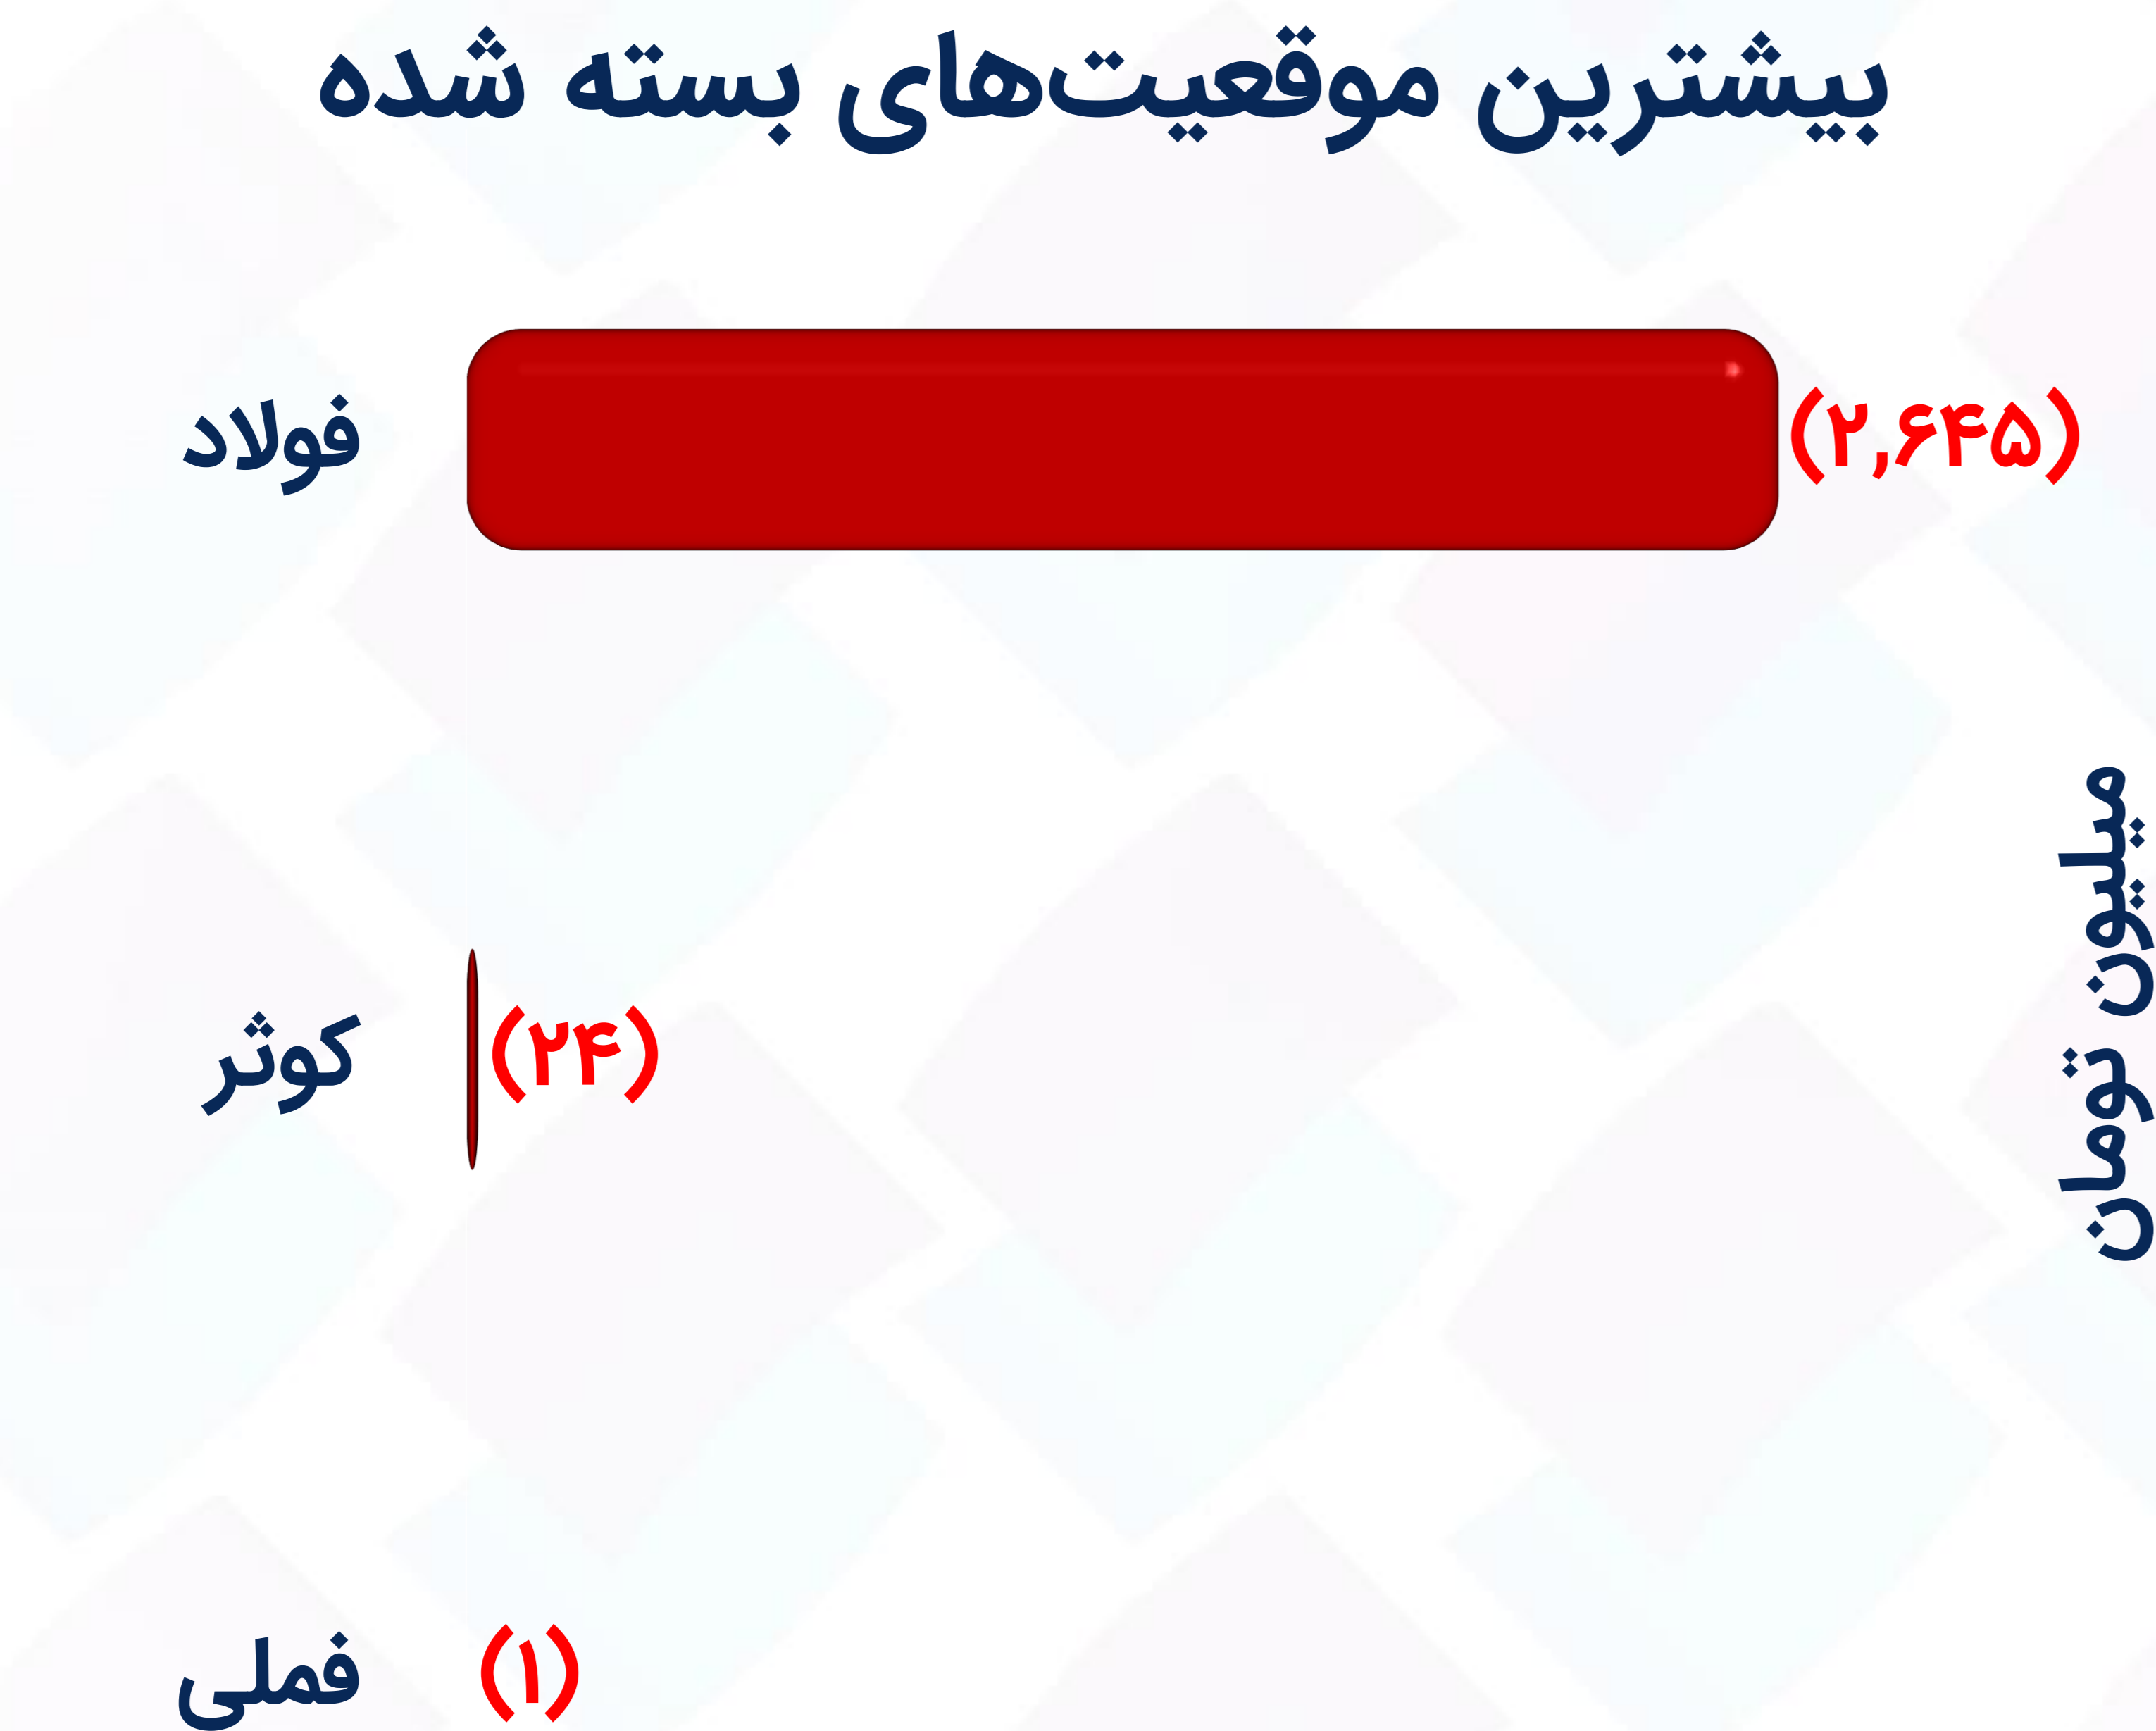 بیشترین موقعیت‌های بسته شده
فولاد
(۲,۶۴۵)
کوثر
(۲۴)
فملی
(۱)
میلیون تومان